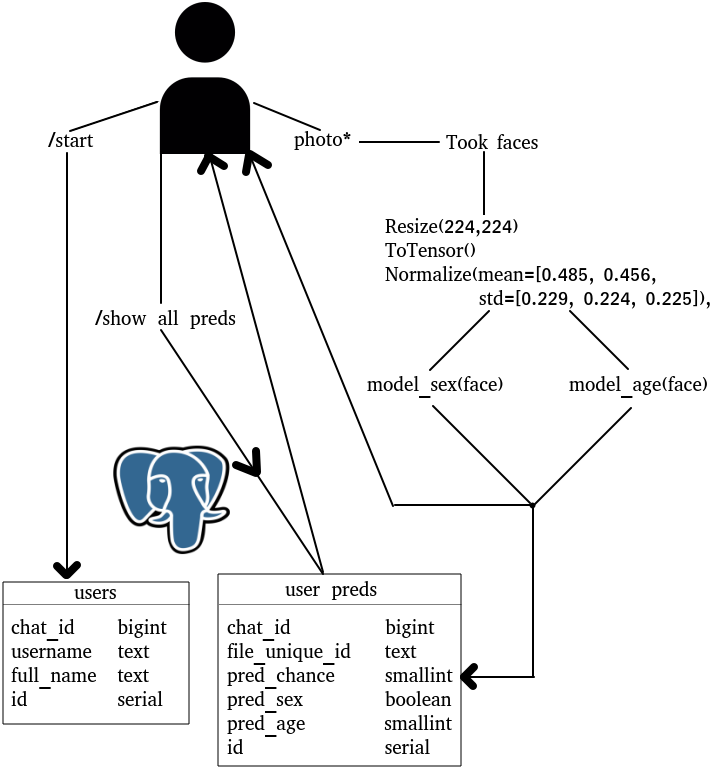 /start
photo*
Took faces
Resize(224,224)
ToTensor()
Normalize(mean=[0.485, 0.456,
std=[0.229, 0.224, 0.225]),
/show all preds
model_sex(face)
model_age(face)
users
chat_id bigint
username text
full_name text
id serial
user preds
chat_id bigint
file_unique_id text
pred_chance smallint
pred_sex boolean
pred_age smallint
id serial